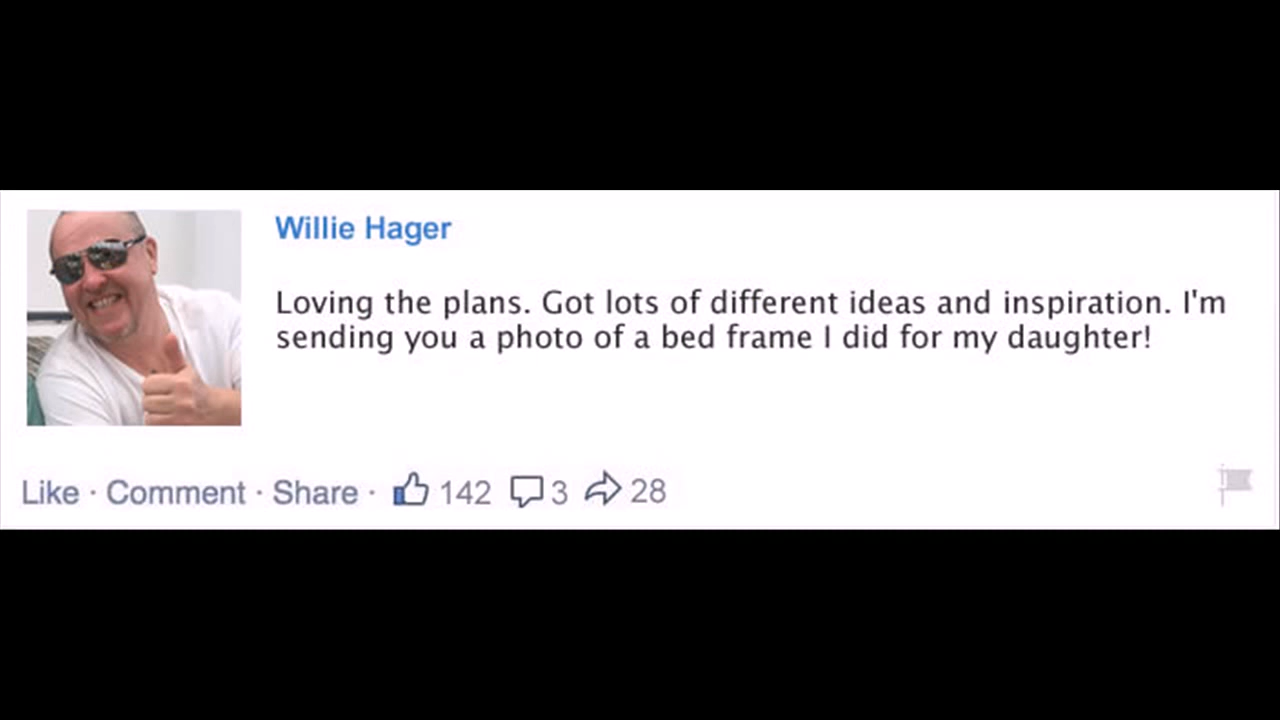 Willie Hager
Loving the plans. Got lots of different ideas and inspiration. I'm
sending you a photo of a bed frame I did for my daughter!
Like · Comment · Share · 142 3 28